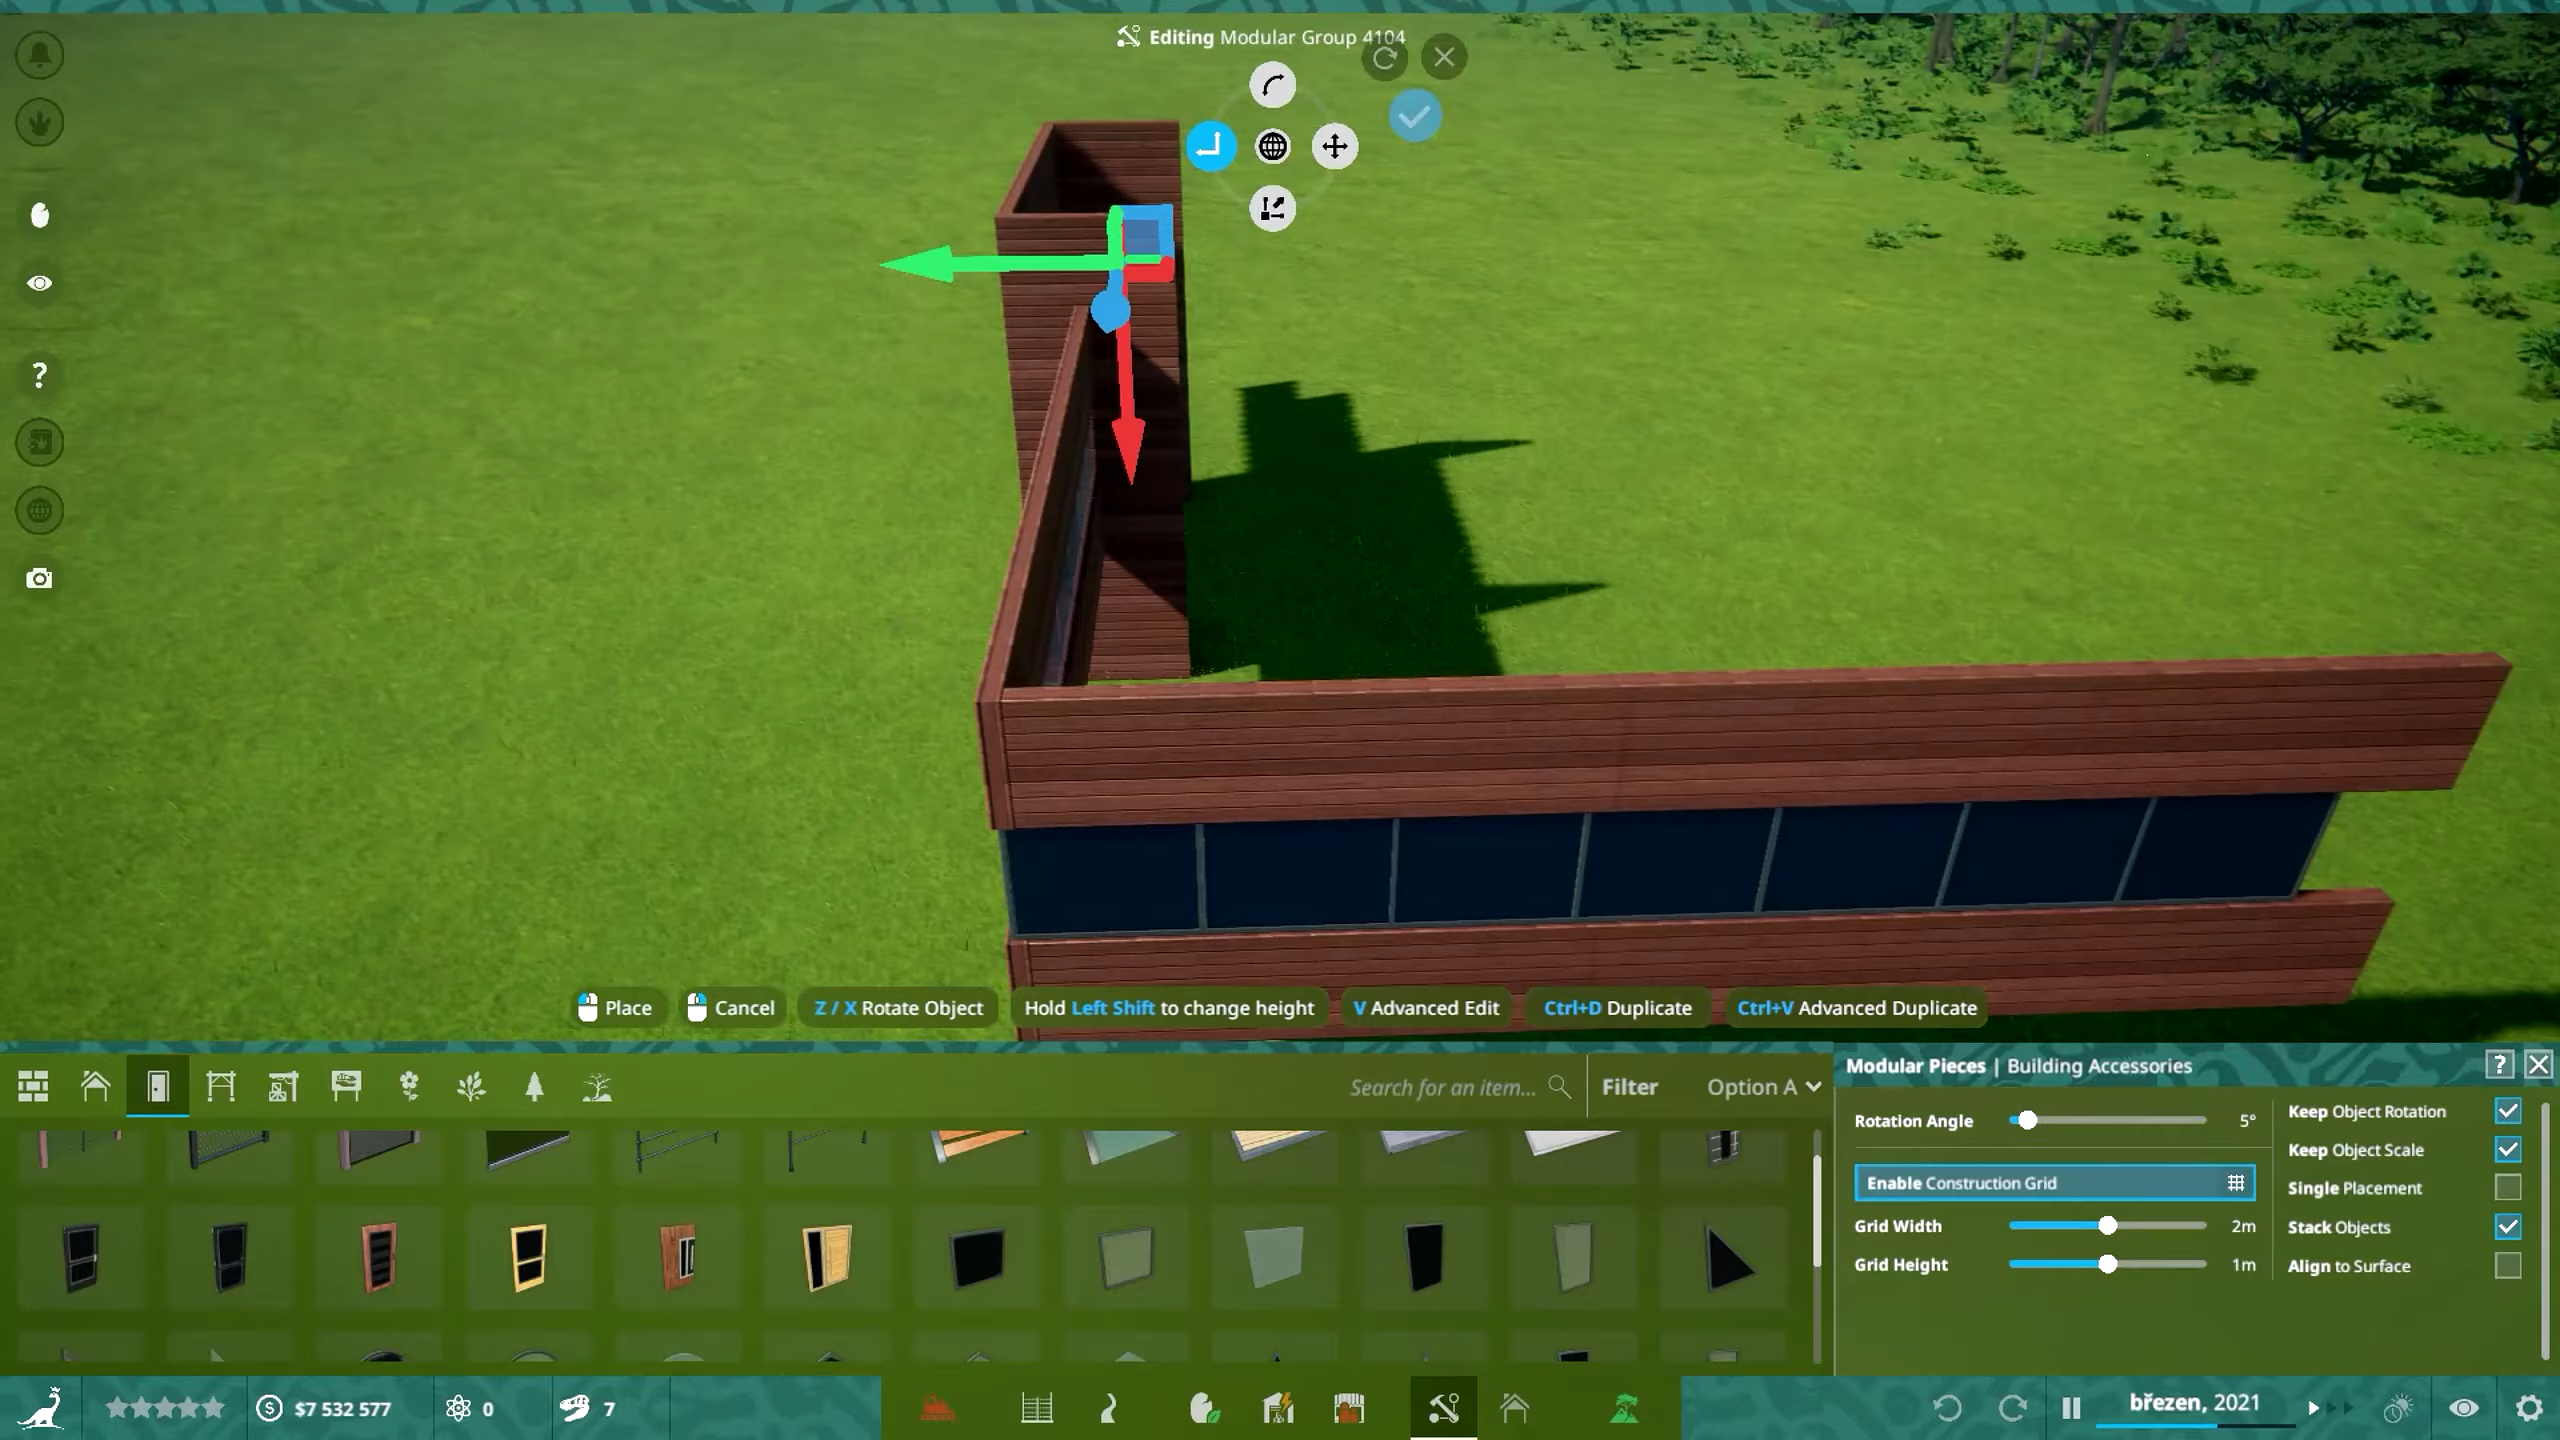 Editing Modular Group 4104
Place
Cancel
Z / X Rotate Object
Hold Left Shift to change height
V Advanced Edit
Ctrl+D Duplicate
Ctrl+V Advanced Duplicate
Search for an item...
Filter
Option A
Modular Pieces | Building Accessories
?
Rotation Angle
5°
Enable Construction Grid
Grid Width
2m
Grid Height
1m
Keep Object Rotation
Keep Object Scale
Single Placement
Stack Objects
Align to Surface
$7 532 577
0
7
březen, 2021